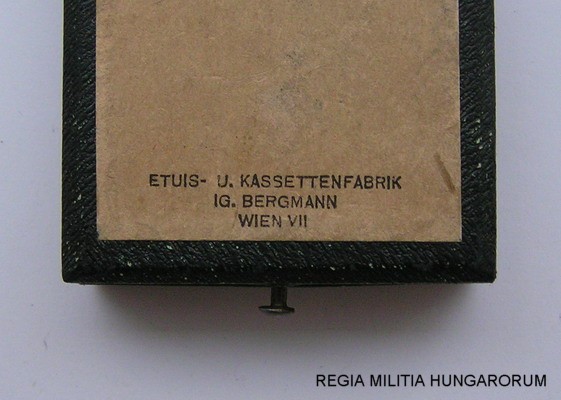 ETUIS- U. KASSETTENFABRIK
IG. BERGMANN
WIEN VII
REGIA MILITIA HUNGARORUM